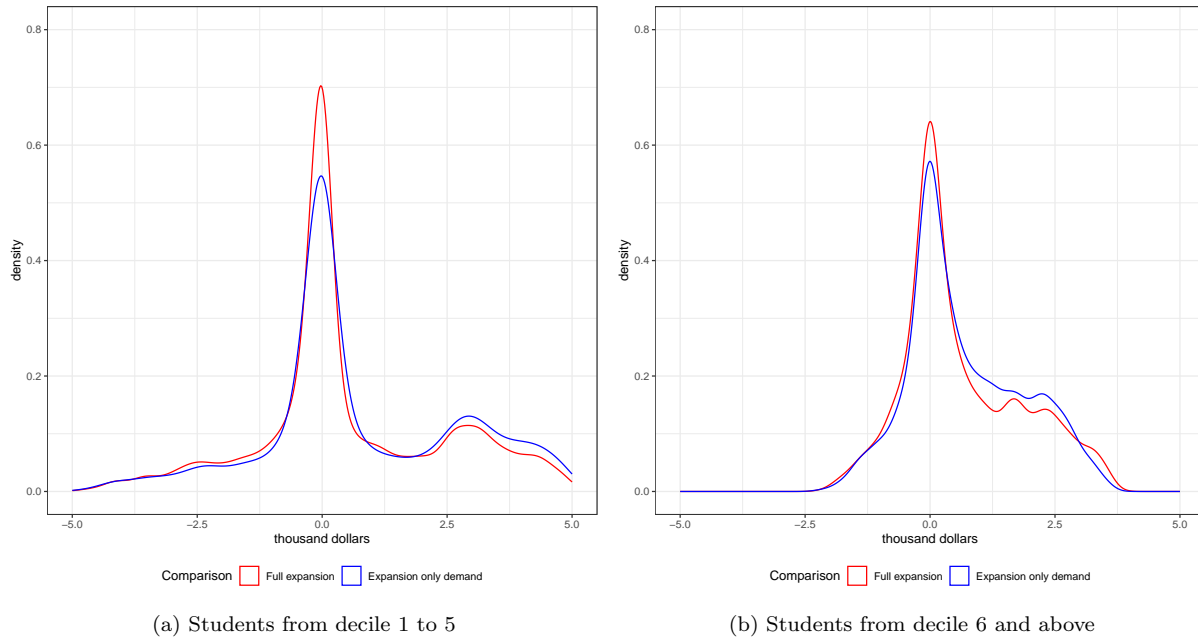 0.8
0.6
0.4
0.2
0.0
density
−5.0 −2.5 0.0 2.5 5.0
thousand dollars
Comparison Full expansion Expansion only demand
(a) Students from decile 1 to 5
0.8
0.6
0.4
0.2
0.0
density
−5.0 −2.5 0.0 2.5 5.0
thousand dollars
Comparison Full expansion Expansion only demand
(b) Students from decile 6 and above